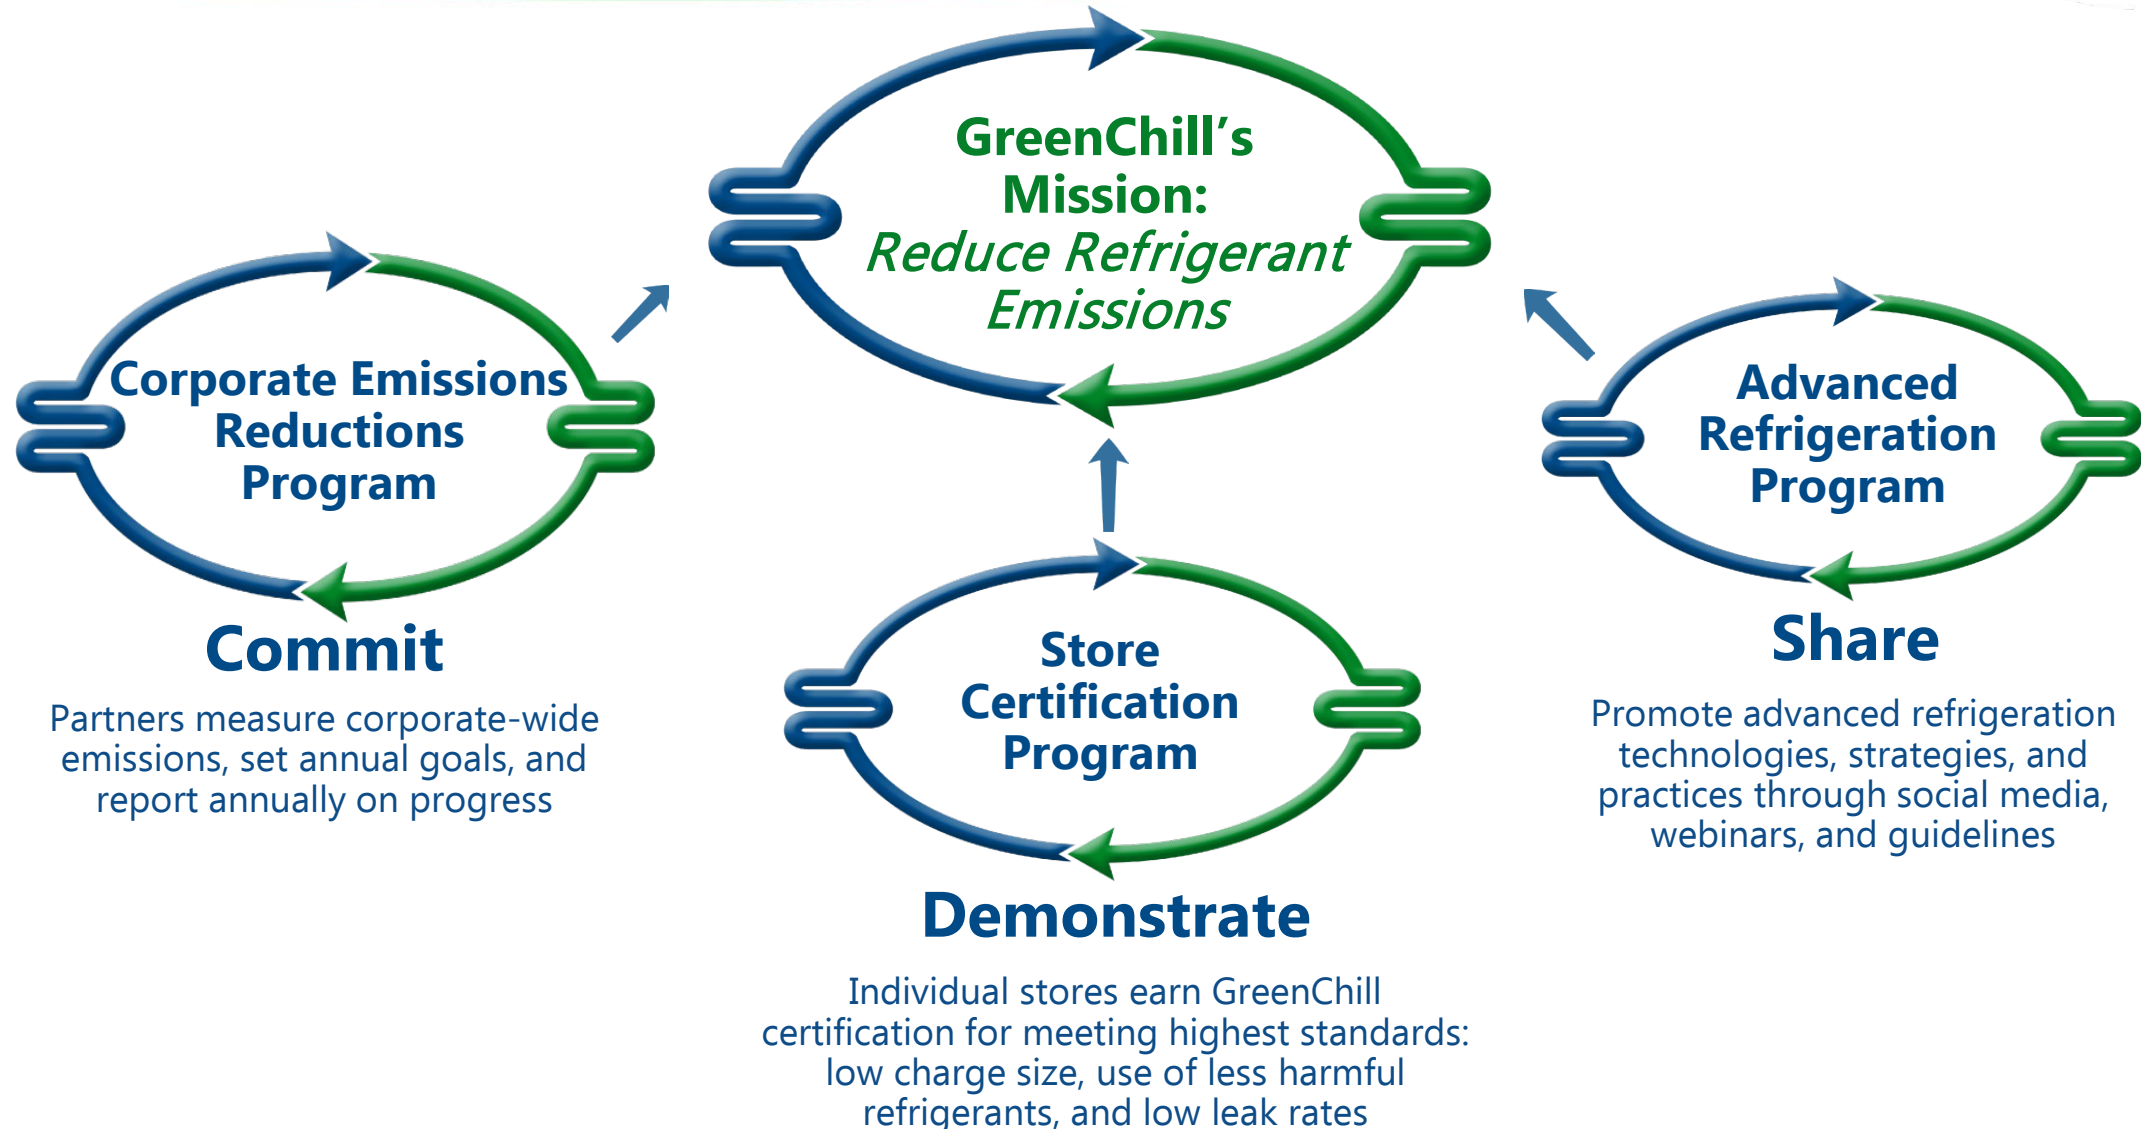 GreenChill’s
Mission:
Reduce Refrigerant
Emissions
Corporate Emissions
Reductions
Program
Commit
Partners measure corporate-wide
emissions, set annual goals, and
report annually on progress
Store
Certification
Program
Demonstrate
Individual stores earn GreenChill
certification for meeting highest standards:
low charge size, use of less harmful
refrigerants, and low leak rates
Advanced
Refrigeration
Program
Share
Promote advanced refrigeration
technologies, strategies, and
practices through social media,
webinars, and guidelines